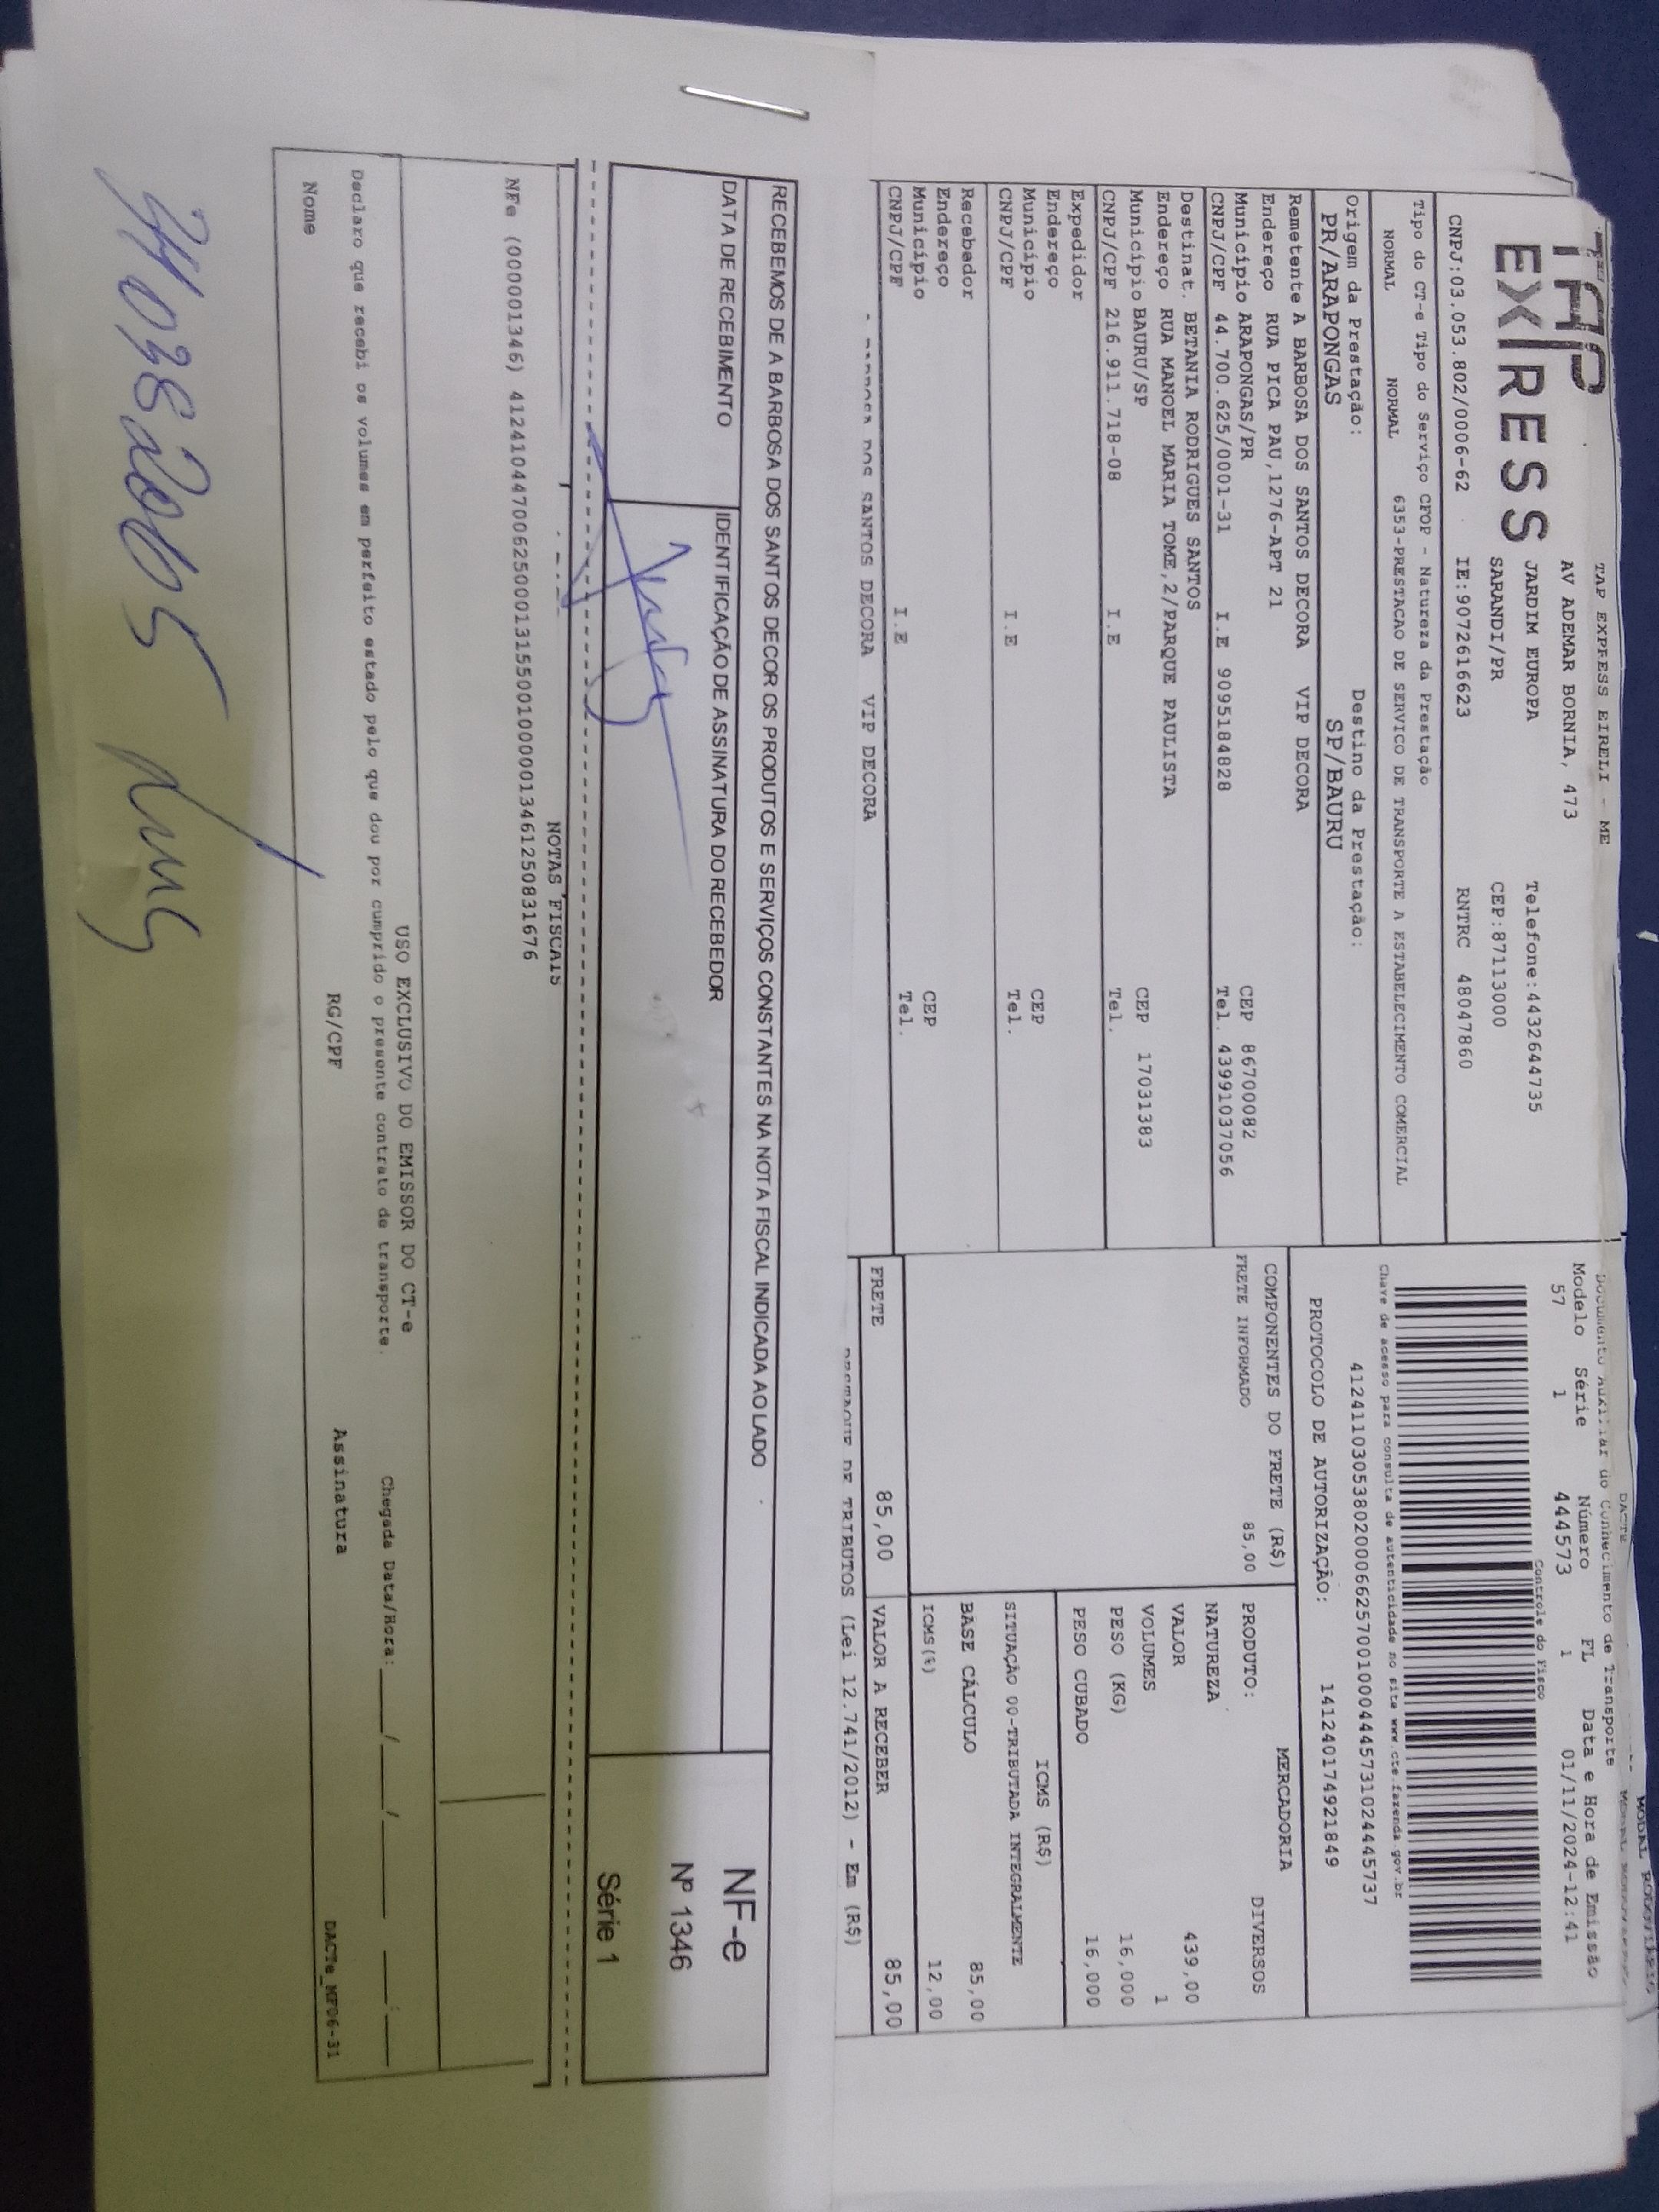 TAP EXPRESS
TAP EXPRESS EIRELI - ME
AV ADEMAR BORNIA, 473
JARDIM EUROPA Telefone:4432644735
SARANDI/PR CEP:87113000
CNPJ:03.053.802/0006-62 IE:9072616623 RNTRC 48047860
Tipo do CT-e Tipo do Serviço CFOP - Natureza da Prestação
NORMAL NORMAL 6353-PRESTACAO DE SERVICO DE TRANSPORTE A ESTABELECIMENTO COMERCIAL
Origem da Prestação: Destino da Prestação:
PR/ARAPONGAS SP/BAURU
Remetente A BARBOSA DOS SANTOS DECORA VIP DECORA
Endereço RUA PICA PAU,1276-APT 21
Município ARAPONGAS/PR CEP 86700082
CNPJ/CPF 44.700.625/0001-31 I.E 9095184828 Tel. 43991037056
Destinat. BETANIA RODRIGUES SANTOS
Endereço RUA MANOEL MARIA TOME,2/PARQUE PAULISTA
Município BAURU/SP CEP 17031383
CNPJ/CPF 216.911.718-08 I.E Tel.
Expedidor
Endereço
Município CEP
CNPJ/CPF I.E Tel.
Recebedor
Endereço
Município CEP
CNPJ/CPF I.E Tel.
DOS SANTOS DECORA VIP DECORA
DACTE
Documento Auxiliar do Conhecimento de Transporte
Modelo Série Número FL Data e Hora de Emissão
57 1 444573 1 01/11/2024-12:41
Controle do Fisco
Chave de acesso para consulta de autenticidade no site www.cte.fazenda.gov.br
41241103053802000662570010004445731024445737
PROTOCOLO DE AUTORIZAÇÃO: 141240174921849
COMPONENTES DO FRETE (R$)
FRETE INFORMADO 85,00
MERCADORIA
PRODUTO: DIVERSOS
NATUREZA
VALOR 439,00
VOLUMES 1
PESO (KG) 16,000
PESO CUBADO 16,000
ICMS (R$)
SITUAÇÃO 00-TRIBUTADA INTEGRALMENTE
BASE CÁLCULO 85,00
ICMS(%) 12,00
FRETE 85,00 VALOR A RECEBER 85,00
DE TRIBUTOS (Lei 12.741/2012) - Em (R$)
RECEBEMOS DE A BARBOSA DOS SANTOS DECOR OS PRODUTOS E SERVIÇOS CONSTANTES NA NOTA FISCAL INDICADA AO LADO
DATA DE RECEBIMENTO IDENTIFICAÇÃO DE ASSINATURA DO RECEBEDOR
NF-e
Nº 1346
Série 1
NOTAS FISCAIS
NFe (000001346) 41241044700625000131550010000013461250831676
USO EXCLUSIVO DO EMISSOR DO CT-e
Declaro que recebi os volumes em perfeito estado pelo que dou por cumprido o presente contrato de transporte. Chegada Data/Hora: ___/___/_____ ___:___
Nome RG/CPF Assinatura DACTe_MF06-31